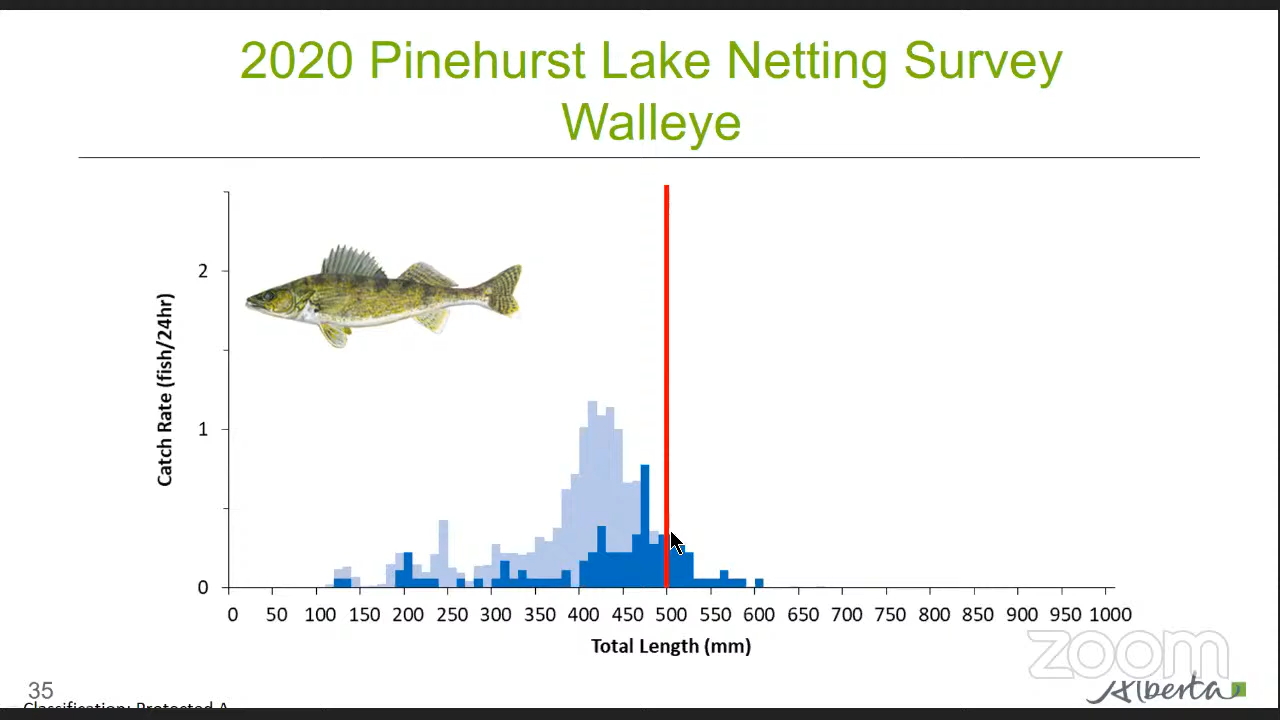 2020 Pinehurst Lake Netting Survey
Walleye
Catch Rate (fish/24hr)
2
1
0
0 50 100 150 200 250 300 350 400 450 500 550 600 650 700 750 800 850 900 950 1000
Total Length (mm)
zoom
Alberta
35
Classification: Protected A